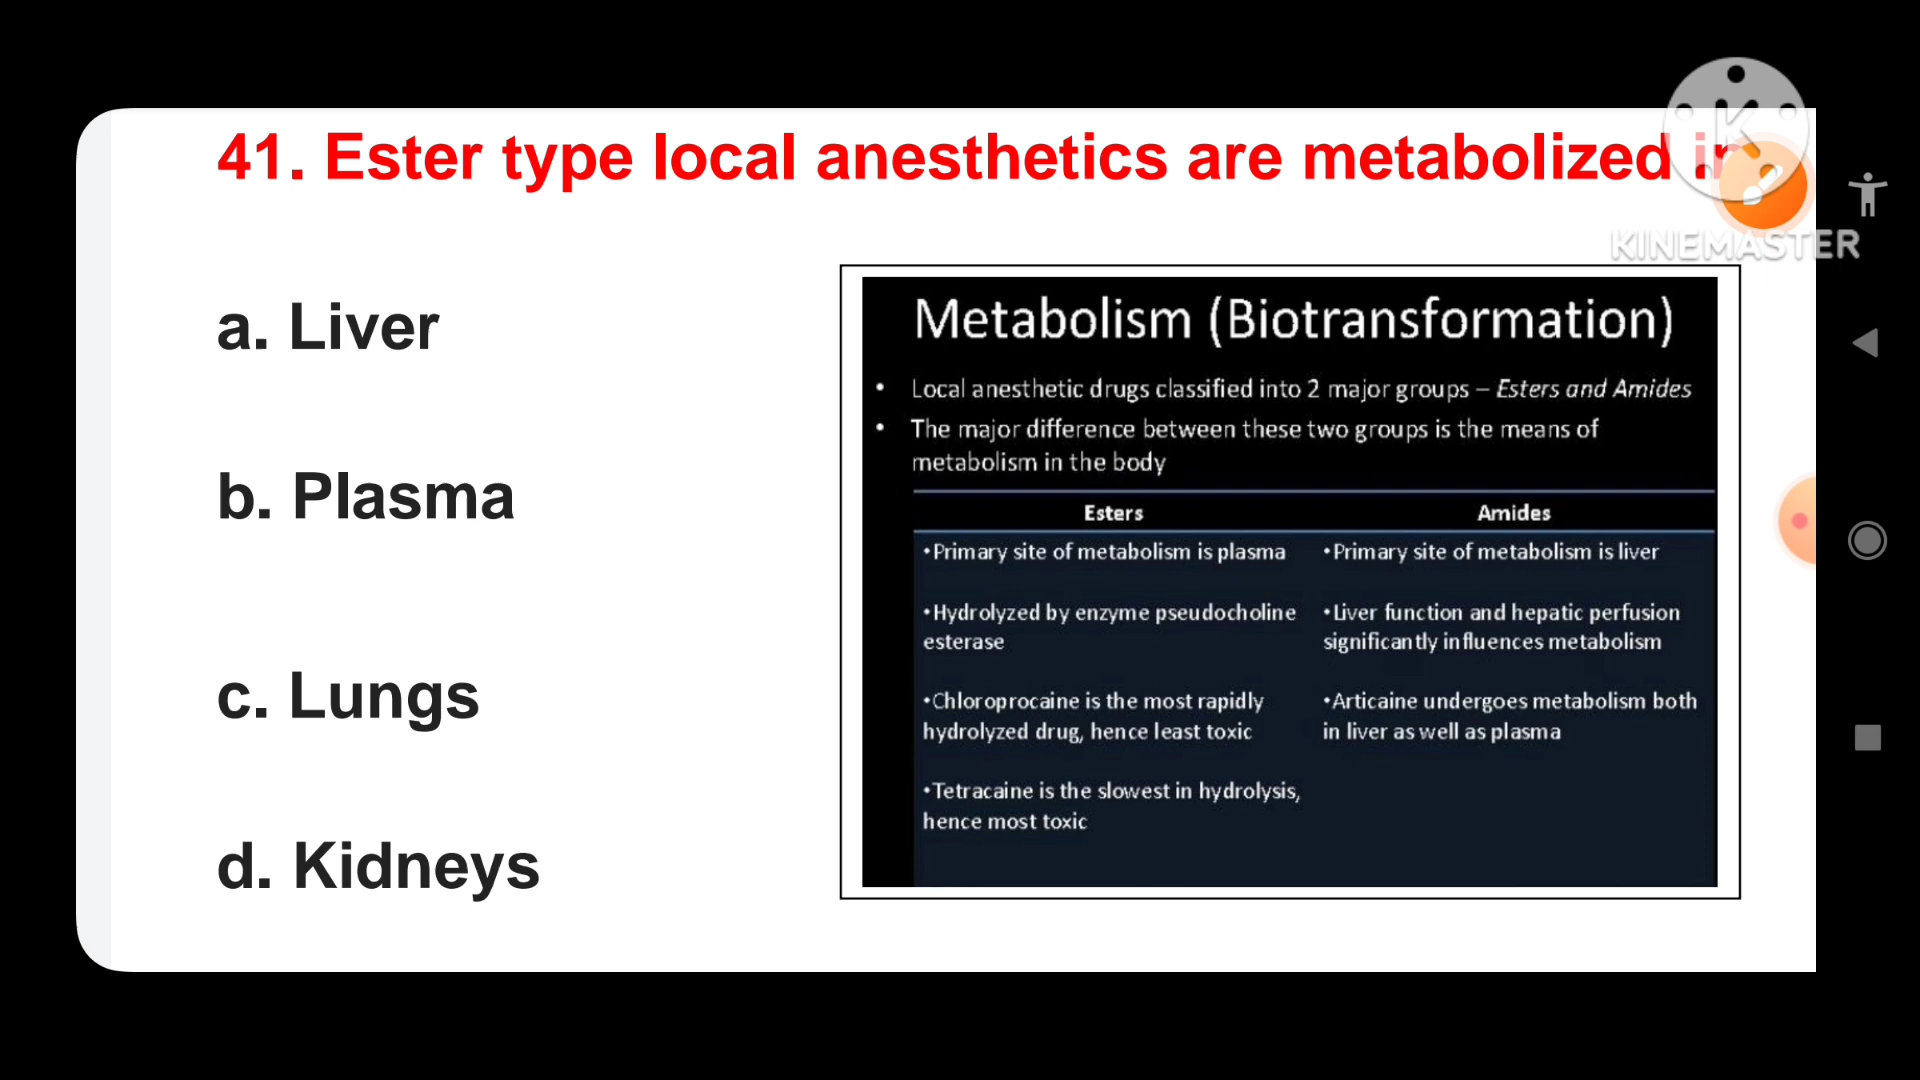 41. Ester type local anesthetics are metabolized in
KINEMASTER
a. Liver
b. Plasma
c. Lungs
d. Kidneys
Metabolism (Biotransformation)
• Local anesthetic drugs classified into 2 major groups – Esters and Amides
• The major difference between these two groups is the means of
metabolism in the body
Esters
•Primary site of metabolism is plasma
•Hydrolyzed by enzyme pseudocholine
esterase
•Chloroprocaine is the most rapidly
hydrolyzed drug, hence least toxic
•Tetracaine is the slowest in hydrolysis,
hence most toxic
Amides
•Primary site of metabolism is liver
•Liver function and hepatic perfusion
significantly influences metabolism
•Articaine undergoes metabolism both
in liver as well as plasma